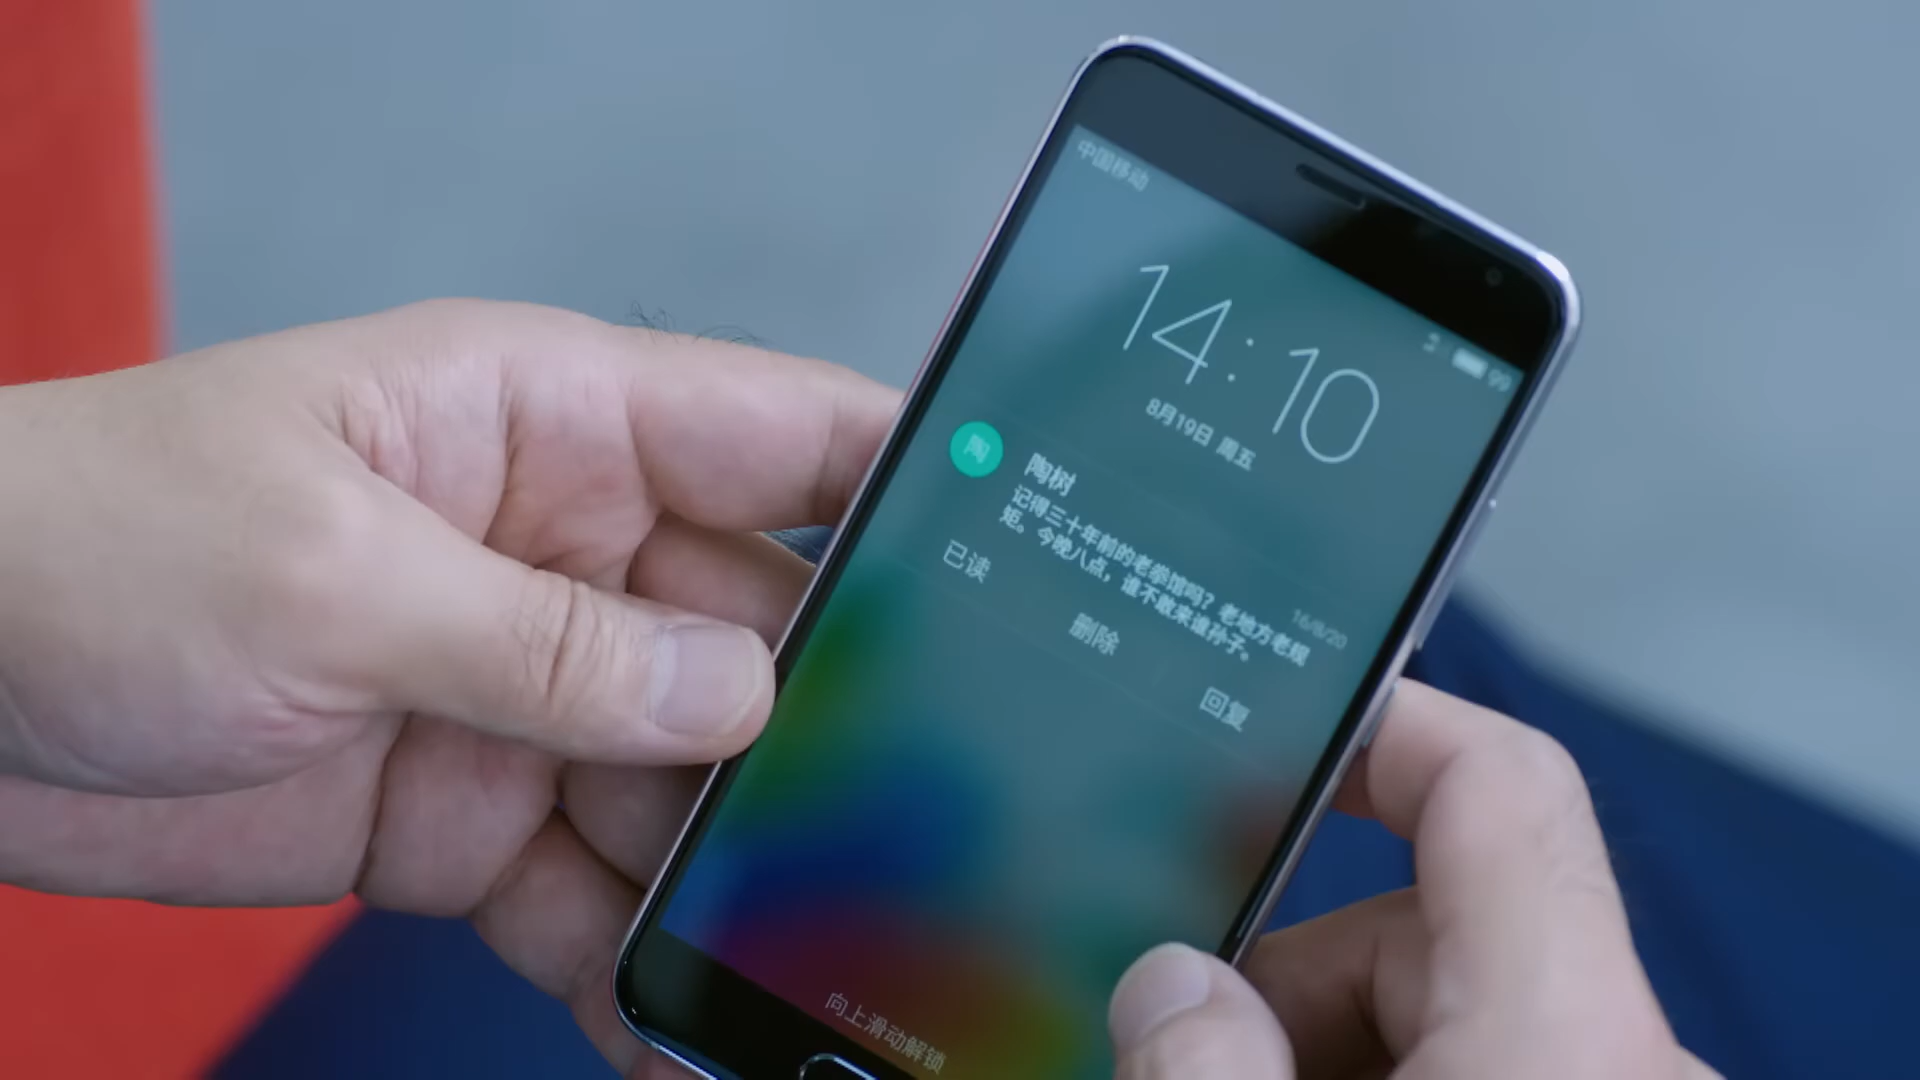 中国移动
99
14:10
8月19日 周五
陶
陶树
16/8/20
记得三十年前的老拳馆吗？老地方老规
矩。今晚八点，谁不敢来谁孙子。
已读
删除
回复
向上滑动解锁